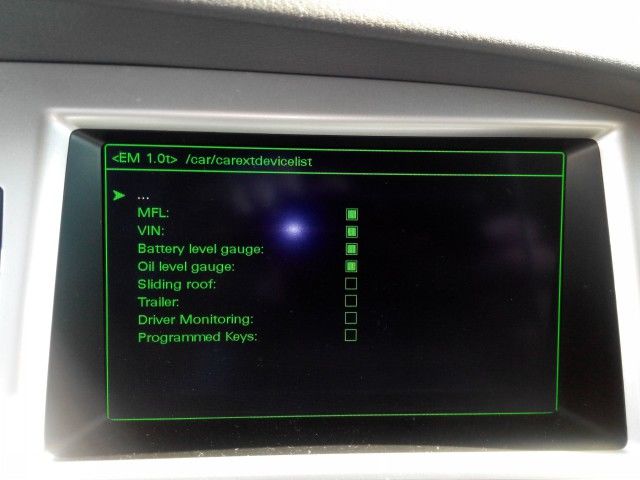 <EM 1.0t> /car/carextdevicelist
...
MFL:
VIN:
Battery level gauge:
Oil level gauge:
Sliding roof:
Trailer:
Driver Monitoring:
Programmed Keys: